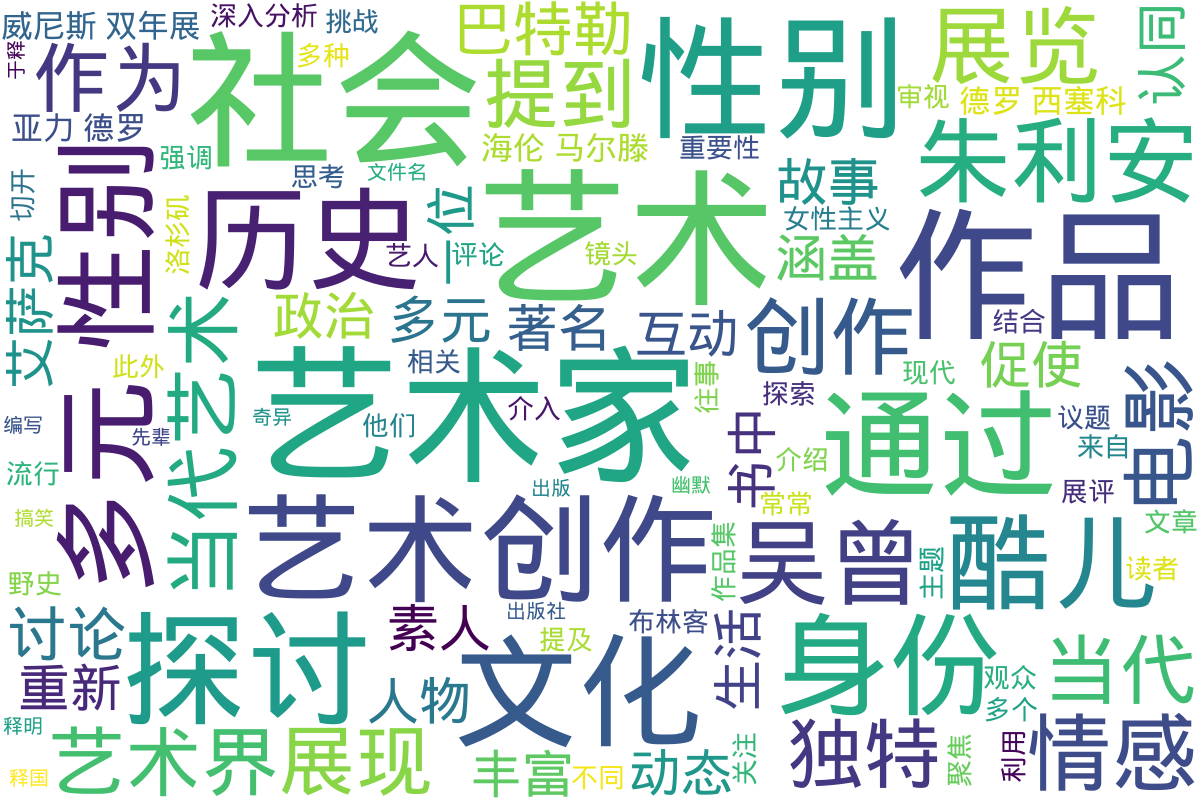 威尼斯 双年展
深入分析
挑战
于释
作为
社会
多种
巴特勒
提到
性别
展览
认同
审视
德罗 西塞科
亚力 德罗
强调
思考
文件名
海伦 马尔滕
重要性
朱利安
切开
性别
洛杉矶
历史
一位
艺术
故事
女性主义
作品
艺人
评论
镜头
涵盖
艾萨克
政治
多元
著名
互动
创作
结合
此外
当代艺术
相关
往事
探索
现代
促使
编写
先辈
多元
奇异
他们
艺术家
介入
书中
通过
议题
来自
电影
流行
出版
幽默
介绍
常常
展评
搞笑
艺术创作
作品集
吴曾
主题
酷儿
文章
读者
野史
讨论
探讨
素人
出版社
提及
布林客
文化
生活
身份
当代
重新
人物
观众
多个
释明
艺术界
展现
释国
丰富
不同
动态
关注
独特
聚焦
利用
情感